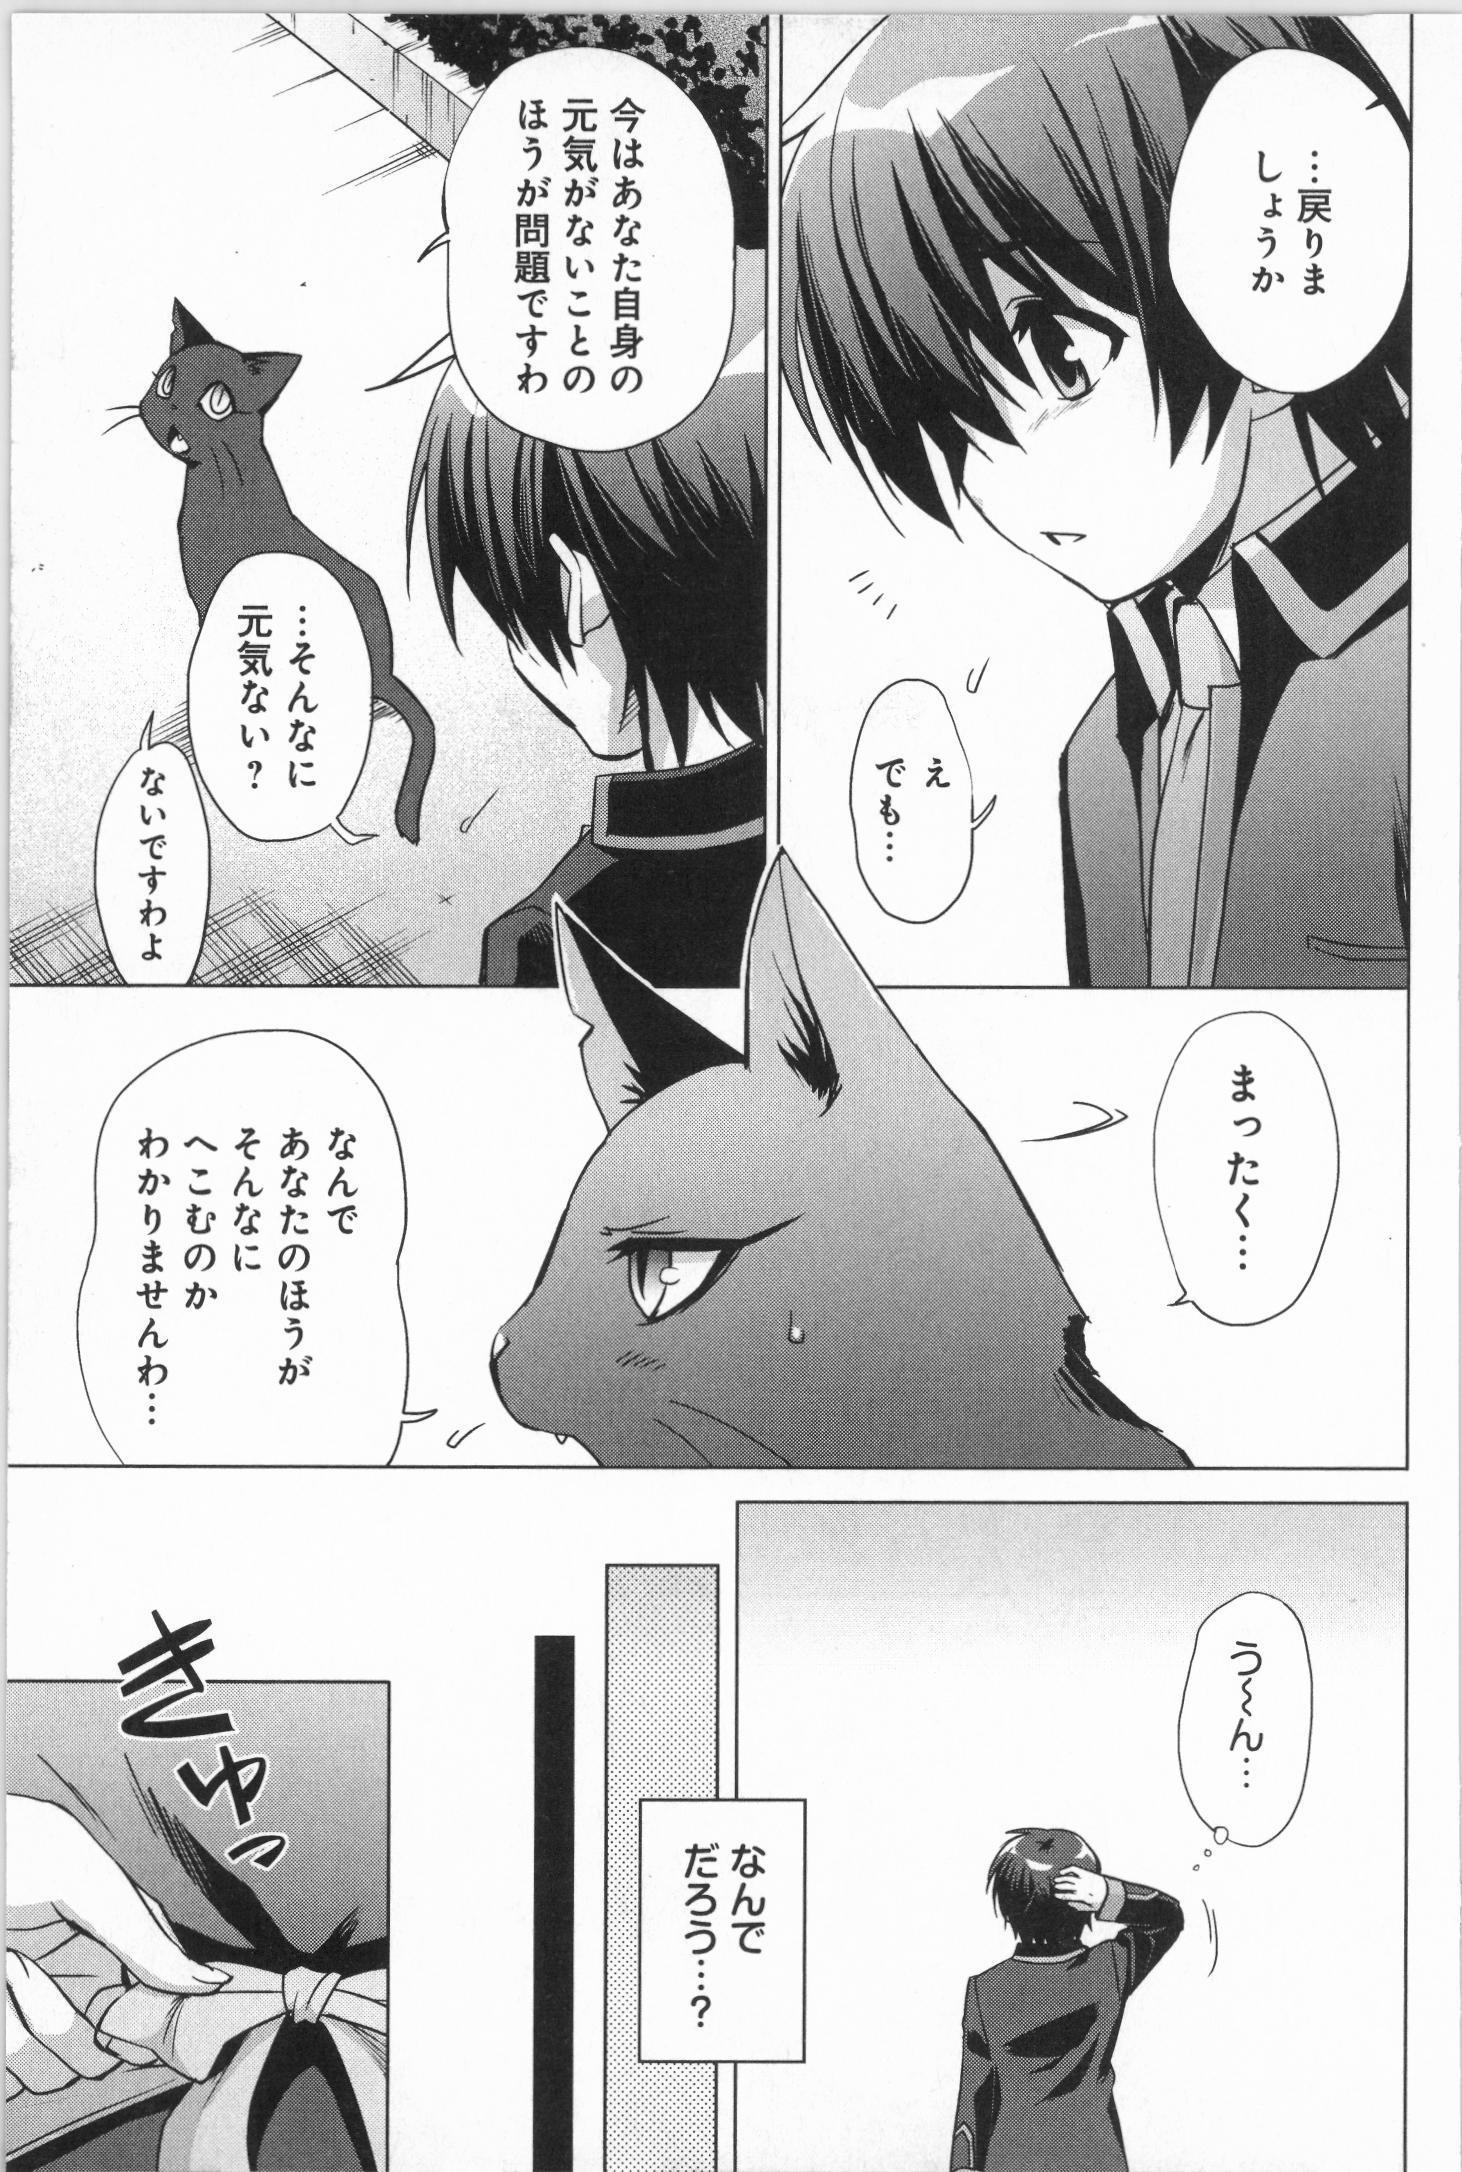 …戻りま
しょうか
え
でも…
今はあなた自身の
元気がないことの
ほうが問題ですわ
…そんなに
元気ない？
ないですわよ
まったく…
なんで
あなたのほうが
そんなに
へこむのか
わかりませんわ…
う〜ん…
なんで
だろう…？
きゅっ